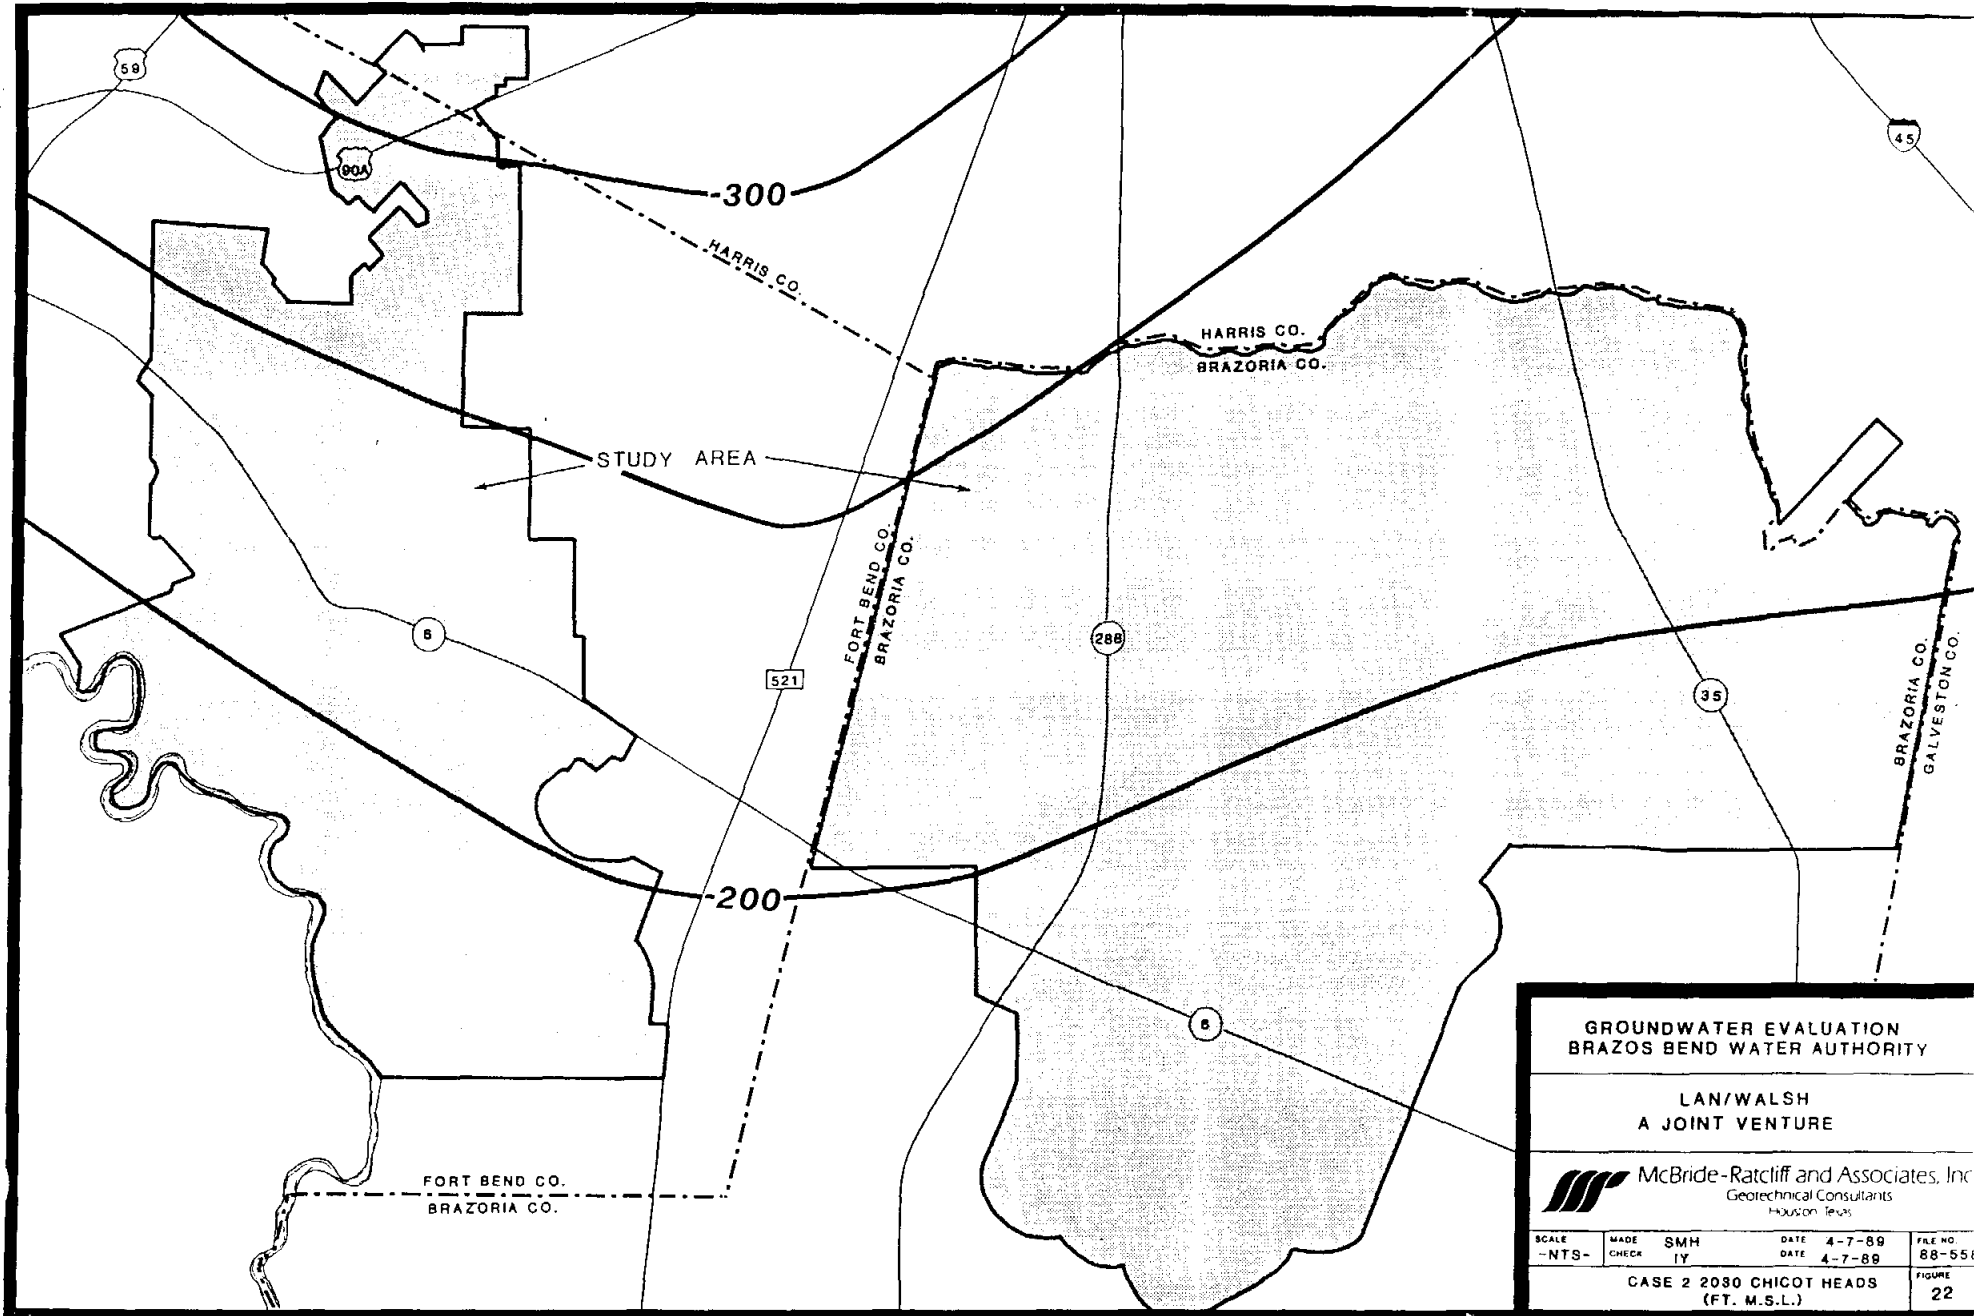 59
90A
45
-300
HARRIS CO.
HARRIS CO.
BRAZORIA CO.
STUDY AREA
FORT BEND CO.
BRAZORIA CO.
6
288
521
35
BRAZORIA CO.
GALVESTON CO.
-200
6
FORT BEND CO.
BRAZORIA CO.
GROUNDWATER EVALUATION
BRAZOS BEND WATER AUTHORITY
LAN/WALSH
A JOINT VENTURE
McBride-Ratcliff and Associates, Inc
Geotechnical Consultants
Houston Texas
SCALE
-NTS-
MADE SMH DATE 4-7-89
CHECK IY DATE 4-7-89
FILE NO.
88-558
CASE 2 2030 CHICOT HEADS
(FT. M.S.L.)
FIGURE
22